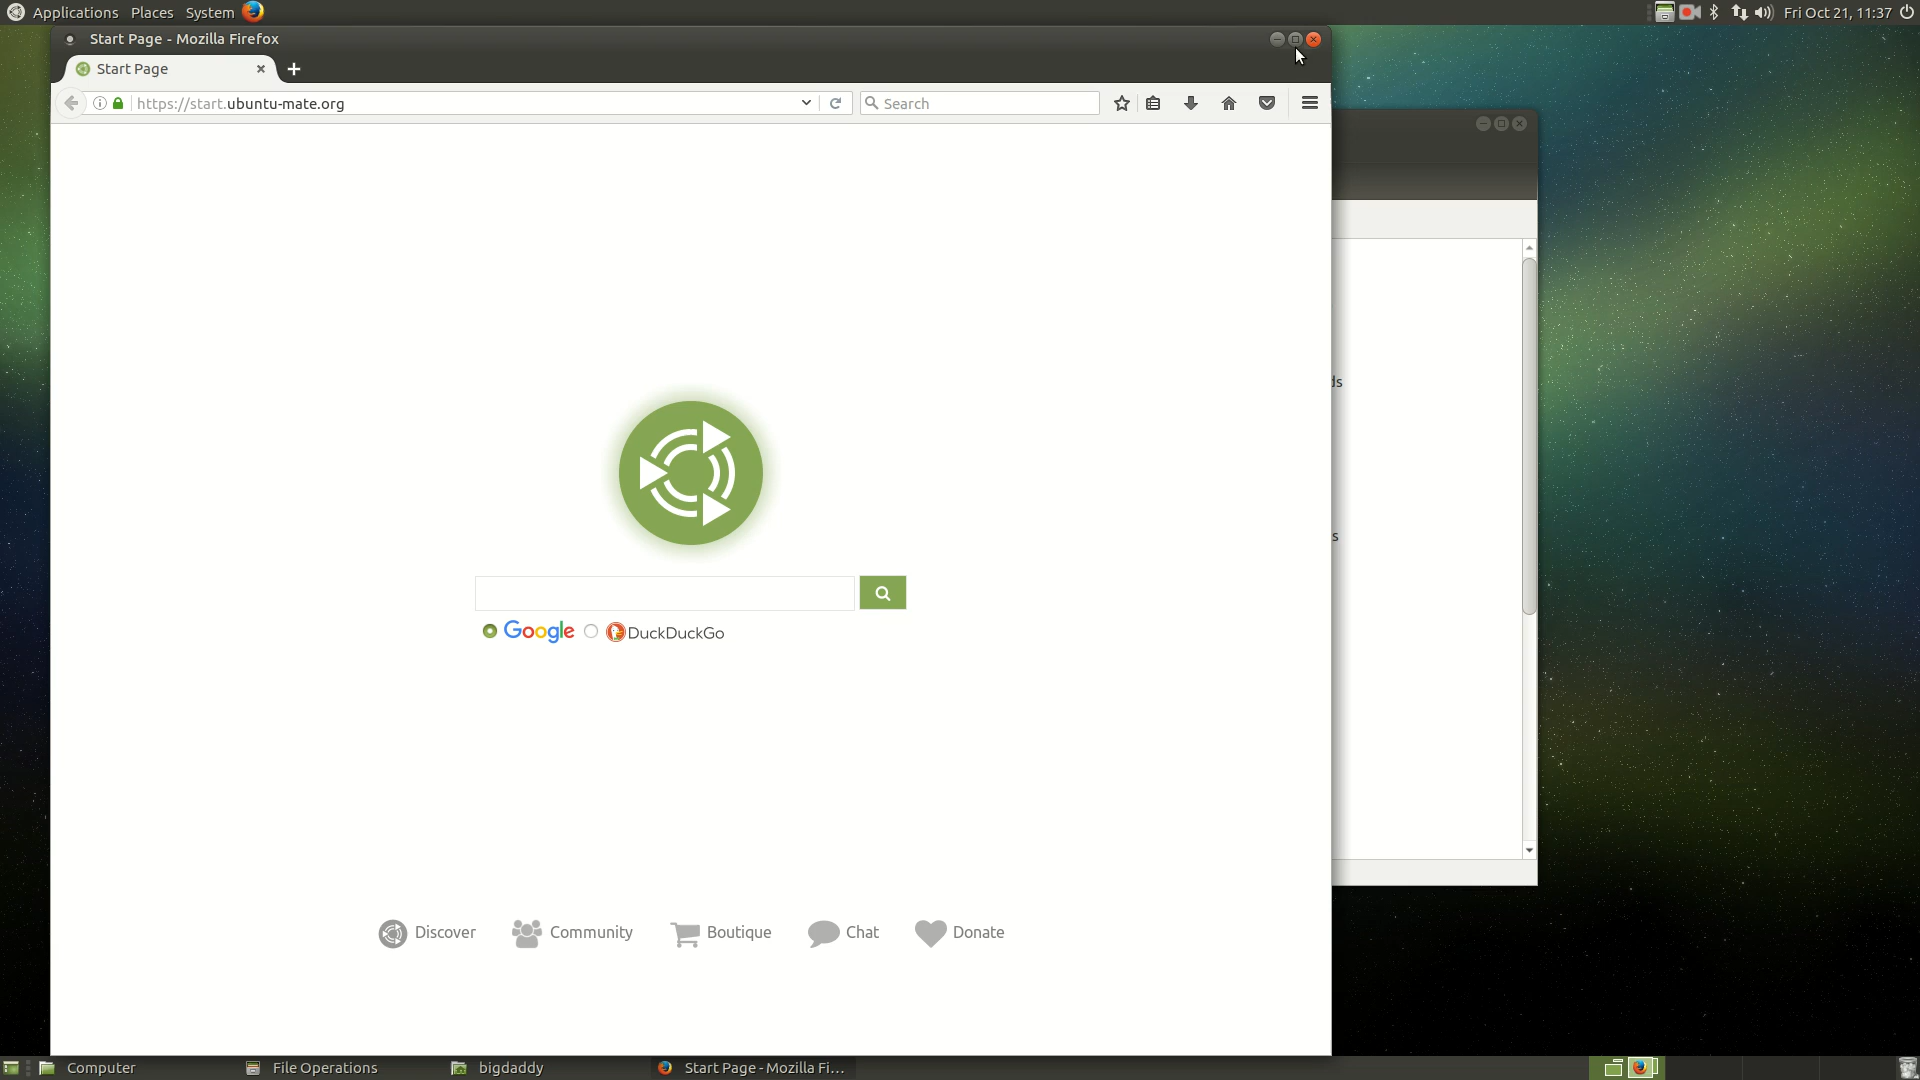 Applications Places System Fri Oct 21, 11:37
Start Page - Mozilla Firefox
Start Page
https://start.ubuntu-mate.org Search
ds
s
Google DuckDuckGo
Discover Community Boutique Chat Donate
Computer File Operations bigdaddy Start Page - Mozilla Fi...